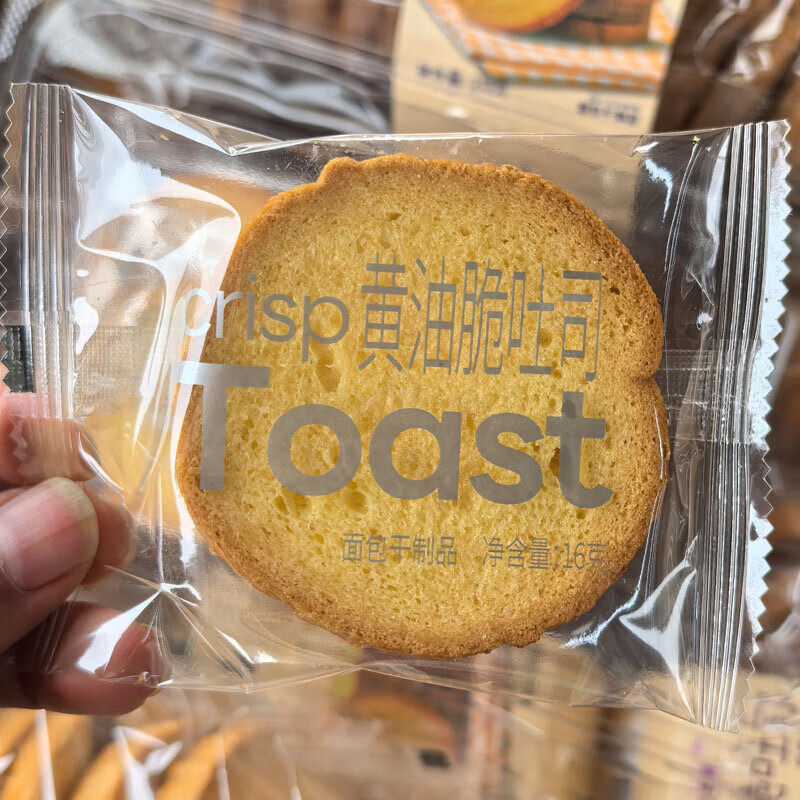 crisp黄油脆吐司
Toast
面包干制品 净含量:16克